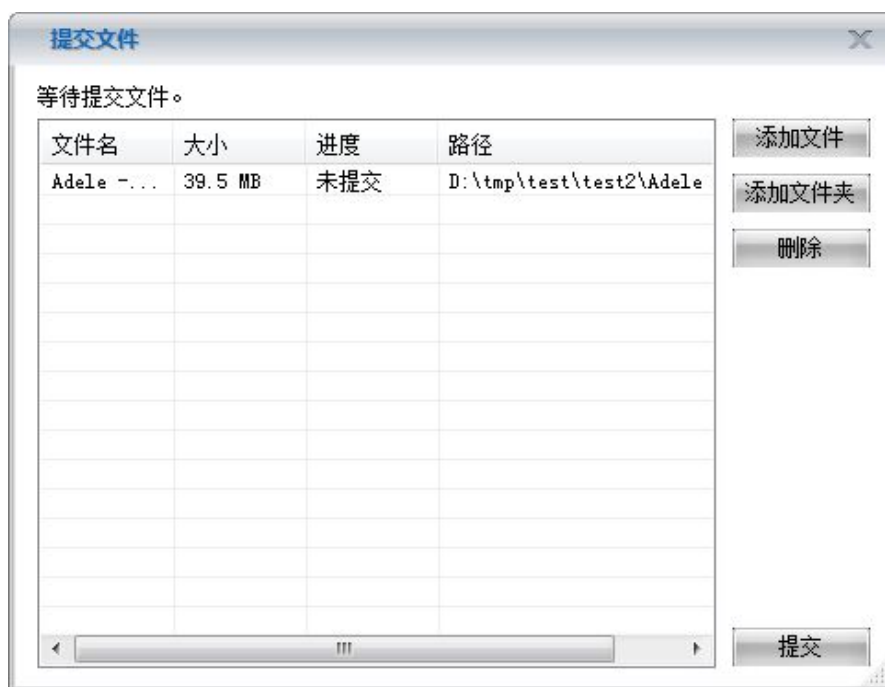 提交文件
等待提交文件。
文件名 大小 进度 路径
Adele -... 39.5 MB 未提交 D:\tmp\test\test2\Adele
添加文件
添加文件夹
删除
提交